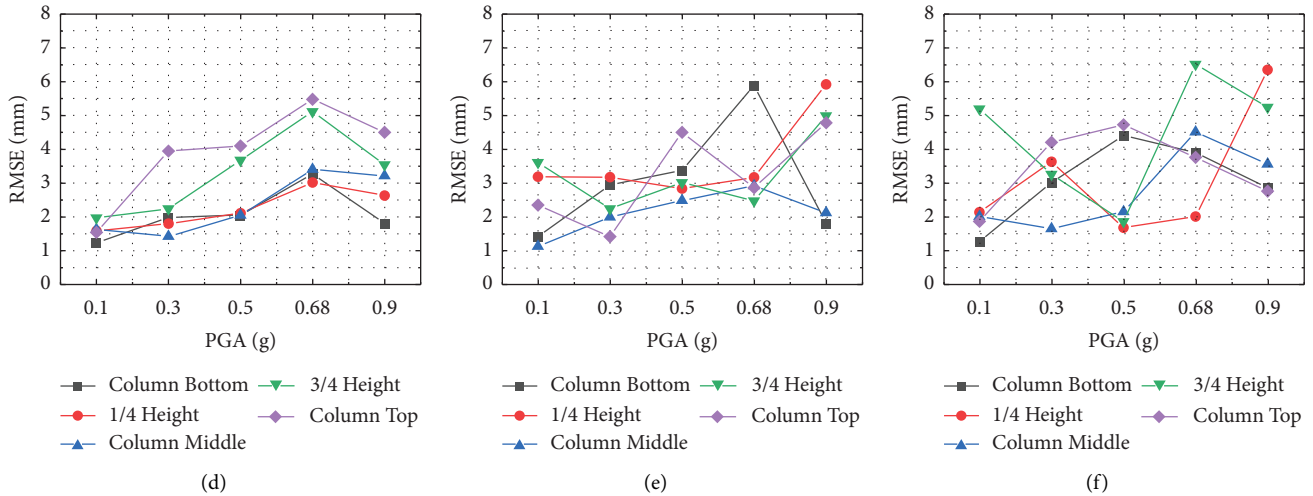 8
7
6
5
4
3
2
1
0
RMSE (mm)
0.1 0.3 0.5 0.68 0.9
PGA (g)
Column Bottom 3/4 Height
1/4 Height Column Top
Column Middle
(d)
8
7
6
5
4
3
2
1
0
RMSE (mm)
0.1 0.3 0.5 0.68 0.9
PGA (g)
Column Bottom 3/4 Height
1/4 Height Column Top
Column Middle
(e)
8
7
6
5
4
3
2
1
0
RMSE (mm)
0.1 0.3 0.5 0.68 0.9
PGA (g)
Column Bottom 3/4 Height
1/4 Height Column Top
Column Middle
(f)